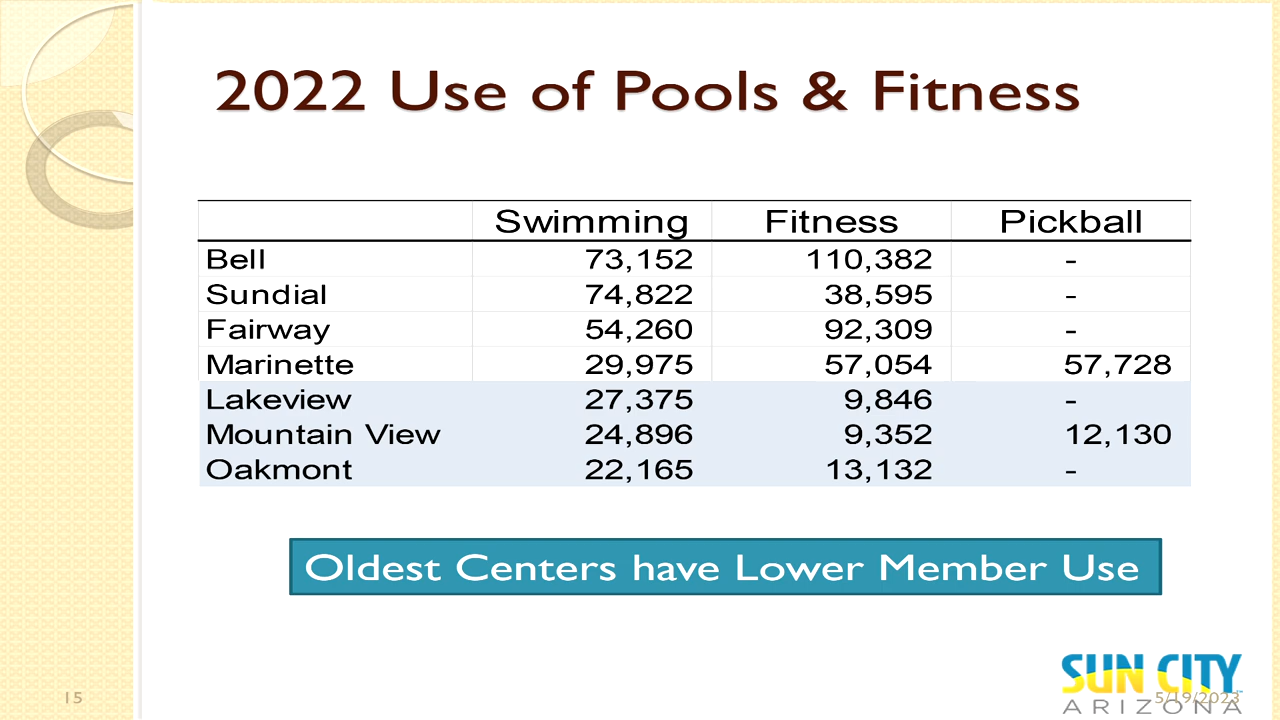 2022 Use of Pools & Fitness
Swimming Fitness Pickball
Bell 73,152 110,382 -
Sundial 74,822 38,595 -
Fairway 54,260 92,309 -
Marinette 29,975 57,054 57,728
Lakeview 27,375 9,846 -
Mountain View 24,896 9,352 12,130
Oakmont 22,165 13,132 -
Oldest Centers have Lower Member Use
SUN CITY
ARIZONA
15
5/19/2023